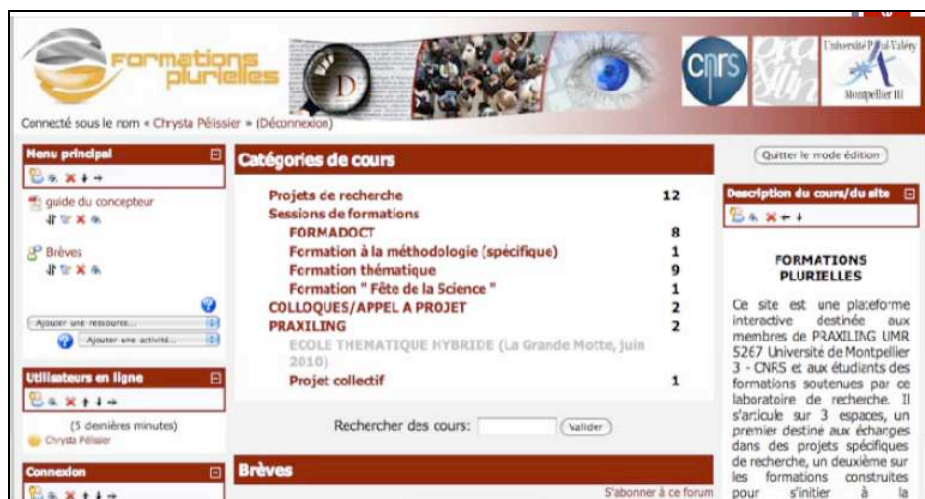 Formations
plurielles
D
cnrs
Université Paul-Valéry
Montpellier III
Connecté sous le nom « Chrysta Pélissier » (Déconnexion)
Menu principal
guide du concepteur
Brèves
Ajouter une ressource...
Ajouter une activité...
Utilisateurs en ligne
(5 dernières minutes)
Chrysta Pélissier
Connexion
Catégories de cours
Projets de recherche 12
Sessions de formations
FORMADOCT 8
Formation à la méthodologie (spécifique) 1
Formation thématique 9
Formation " Fête de la Science " 1
COLLOQUES/APPEL A PROJET 2
PRAXILING 2
ECOLE THEMATIQUE HYBRIDE (La Grande Motte, juin
2010)
Projet collectif 1
Rechercher des cours: Valider
Brèves
S'abonner à ce forum
Quitter le mode édition
Description du cours/du site
FORMATIONS
PLURIELLES
Ce site est une plateforme
interactive destinée aux
membres de PRAXILING UMR
5267 Université de Montpellier
3 - CNRS et aux étudiants des
formations soutenues par ce
laboratoire de recherche. Il
s'articule sur 3 espaces, un
premier destiné aux échanges
dans des projets spécifiques
de recherche, un deuxième sur
les formations construites
pour s'initier à la